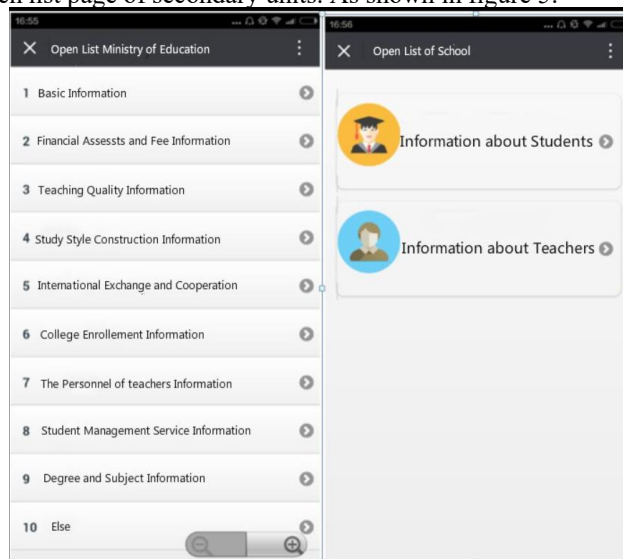 en list page of secondary units. As shown in figure 5.
16:55
Open List Ministry of Education
1 Basic Information
2 Financial Assessts and Fee Information
3 Teaching Quality Information
4 Study Style Construction Information
5 International Exchange and Cooperation
6 College Enrollement Information
7 The Personnel of teachers Information
8 Student Management Service Information
9 Degree and Subject Information
10 Else
16:56
Open List of School
Information about Students
Information about Teachers